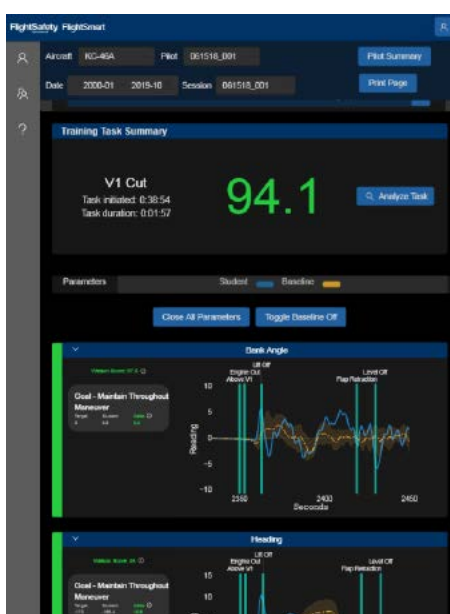 FlightSafety FlightSmart
Aircraft KC-46A Pilot 061518_001 Pilot Summary
Date 2000-01 2019-10 Session 061518_001 Print Page
Training Task Summary
V1 Cut
Task initiated: 0:38:54
Task duration: 0:01:57
94.1
Analyze Task
Parameters Student Baseline
Close All Parameters Toggle Baseline Off
Bank Angle
Goal - Maintain Throughout
Maneuver
Lift Off
Engine Out Level Off
Above V1 Flap Retraction
10
5
0
-5
-10
Reading
2350 2400 2450
Seconds
Heading
Goal - Maintain Throughout
Maneuver
Lift Off
Engine Out Level Off
Above V1 Flap Retraction
15
10